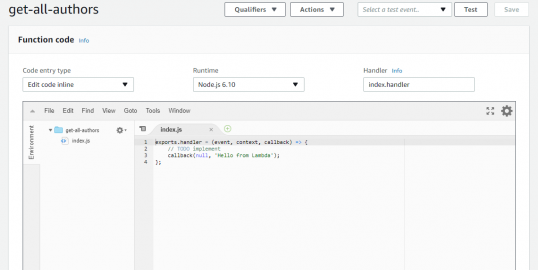 get-all-authors
Qualifiers
Actions
Select a test event...
Test
Save
Function code Info
Code entry type
Runtime
Handler Info
Edit code inline
Node.js 6.10
index.handler
File Edit Find View Goto Tools Window
Environment
get-all-authors
index.js
index.js
1 exports.handler = (event, context, callback) => {
2 // TODO implement
3 callback(null, 'Hello from Lambda');
4 };